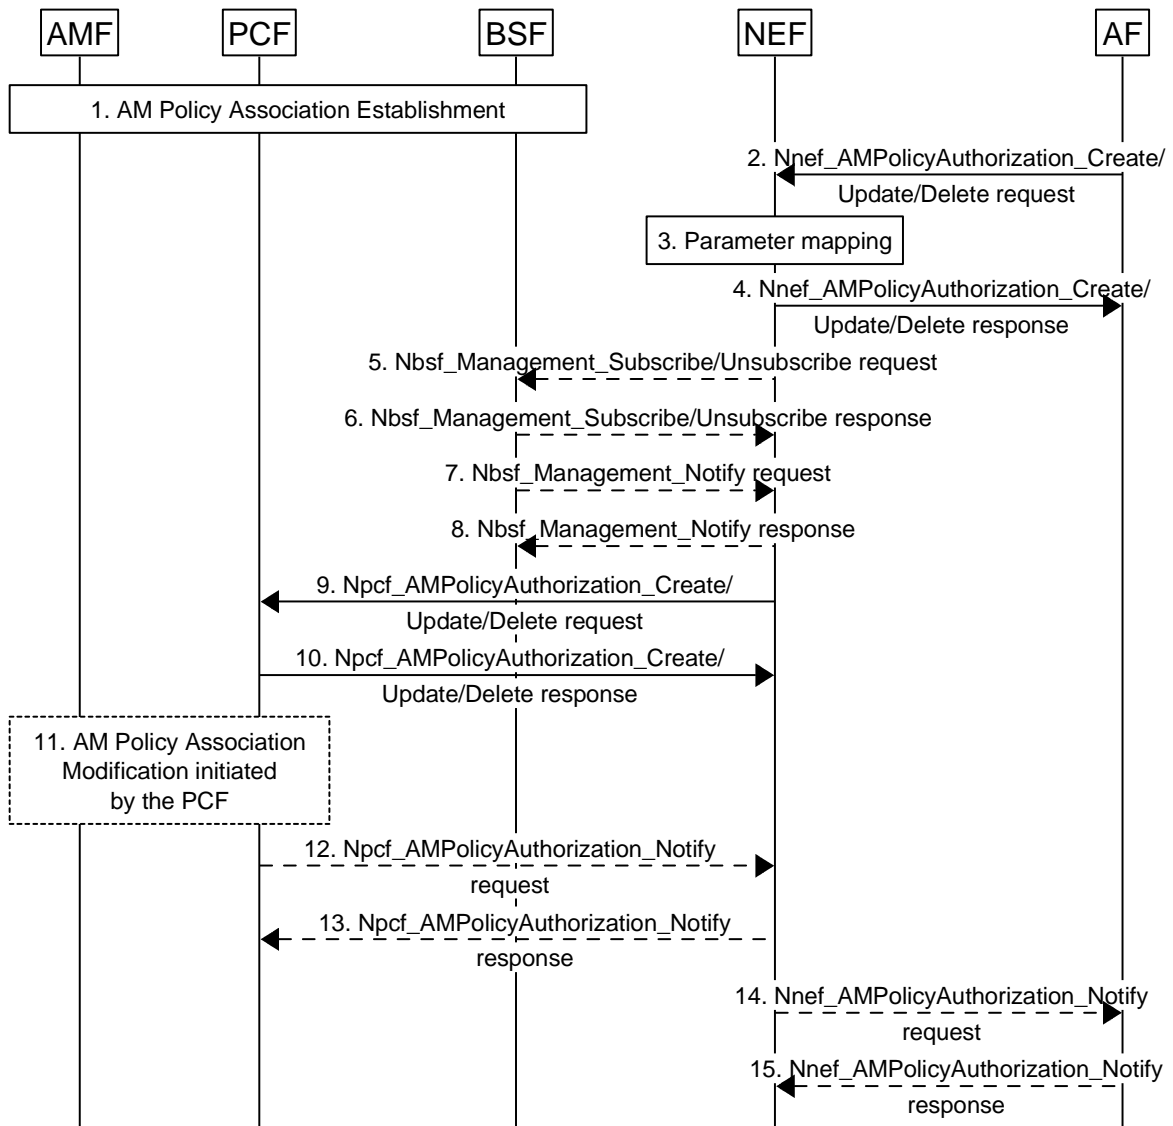 AMF
PCF
BSF
NEF
AF
1. AM Policy Association Establishment
2. Nnef_AMPolicyAuthorization_Create/
Update/Delete request
3. Parameter mapping
4. Nnef_AMPolicyAuthorization_Create/
Update/Delete response
5. Nbsf_Management_Subscribe/Unsubscribe request
6. Nbsf_Management_Subscribe/Unsubscribe response
7. Nbsf_Management_Notify request
8. Nbsf_Management_Notify response
9. Npcf_AMPolicyAuthorization_Create/
Update/Delete request
10. Npcf_AMPolicyAuthorization_Create/
Update/Delete response
11. AM Policy Association
Modification initiated
by the PCF
12. Npcf_AMPolicyAuthorization_Notify
request
13. Npcf_AMPolicyAuthorization_Notify
response
14. Nnef_AMPolicyAuthorization_Notify
request
15. Nnef_AMPolicyAuthorization_Notify
response